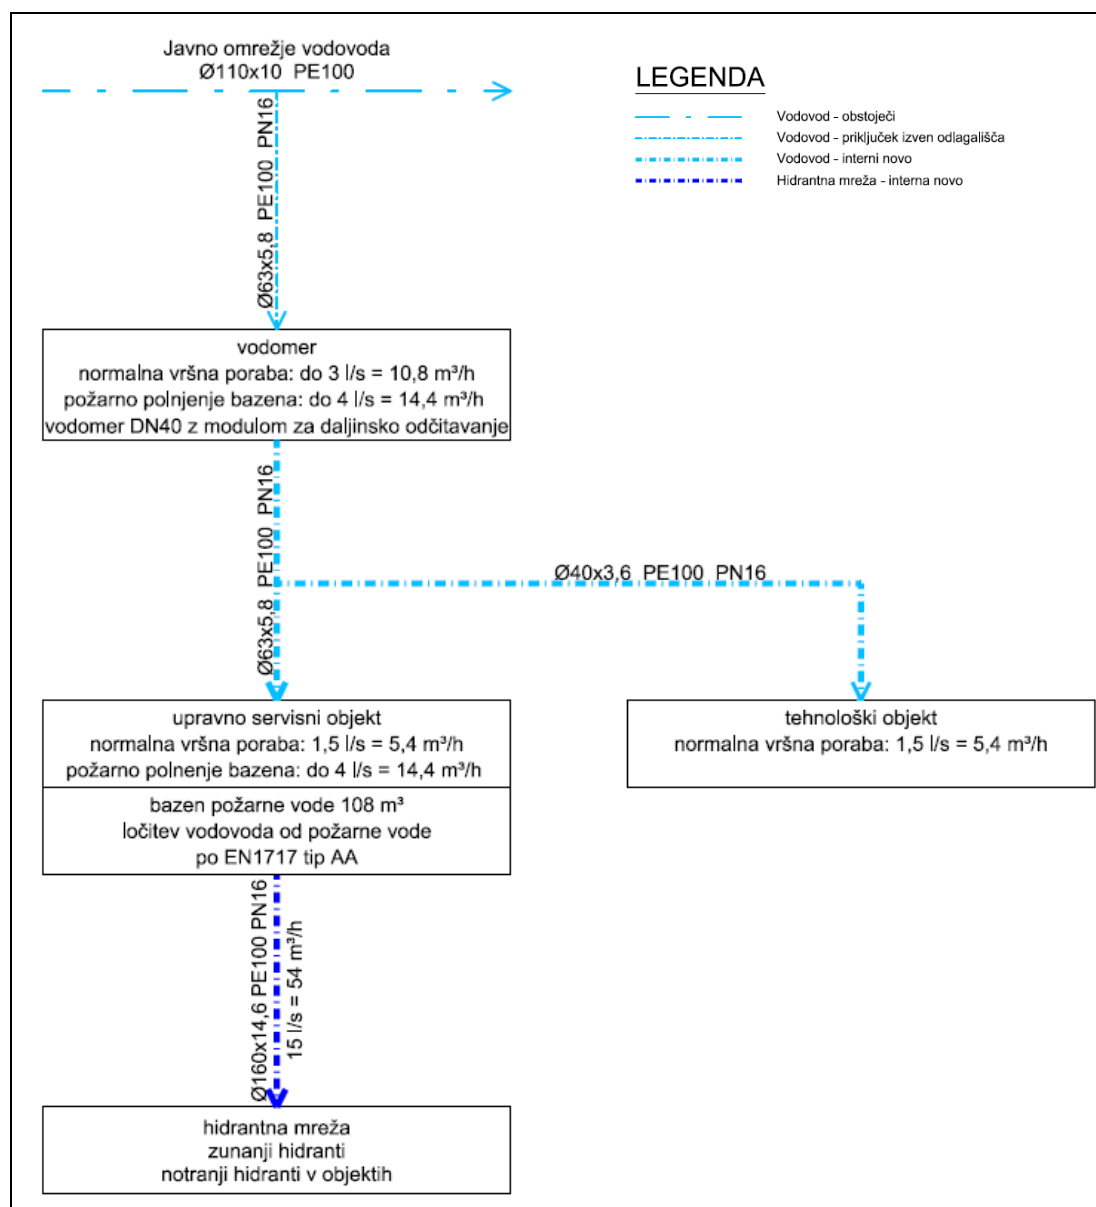 Javno omrežje vodovoda
Ø110x10 PE100
LEGENDA
Vodovod - obstoječi
Vodovod - priključek izven odlagališča
Vodovod - interni novo
Hidrantna mreža - interna novo
Ø63x5,8 PE100 PN16
vodomer
normalna vršna poraba: do 3 l/s = 10,8 m³/h
požarno polnjenje bazena: do 4 l/s = 14,4 m³/h
vodomer DN40 z modulom za daljinsko odčitavanje
Ø63x5,8 PE100 PN16
Ø40x3,6 PE100 PN16
upravno servisni objekt
normalna vršna poraba: 1,5 l/s = 5,4 m³/h
požarno polnenje bazena: do 4 l/s = 14,4 m³/h
tehnološki objekt
normalna vršna poraba: 1,5 l/s = 5,4 m³/h
bazen požarne vode 108 m³
ločitev vodovoda od požarne vode
po EN1717 tip AA
Ø160x14,6 PE100 PN16
15 l/s = 54 m³/h
hidrantna mreža
zunanji hidranti
notranji hidranti v objektih